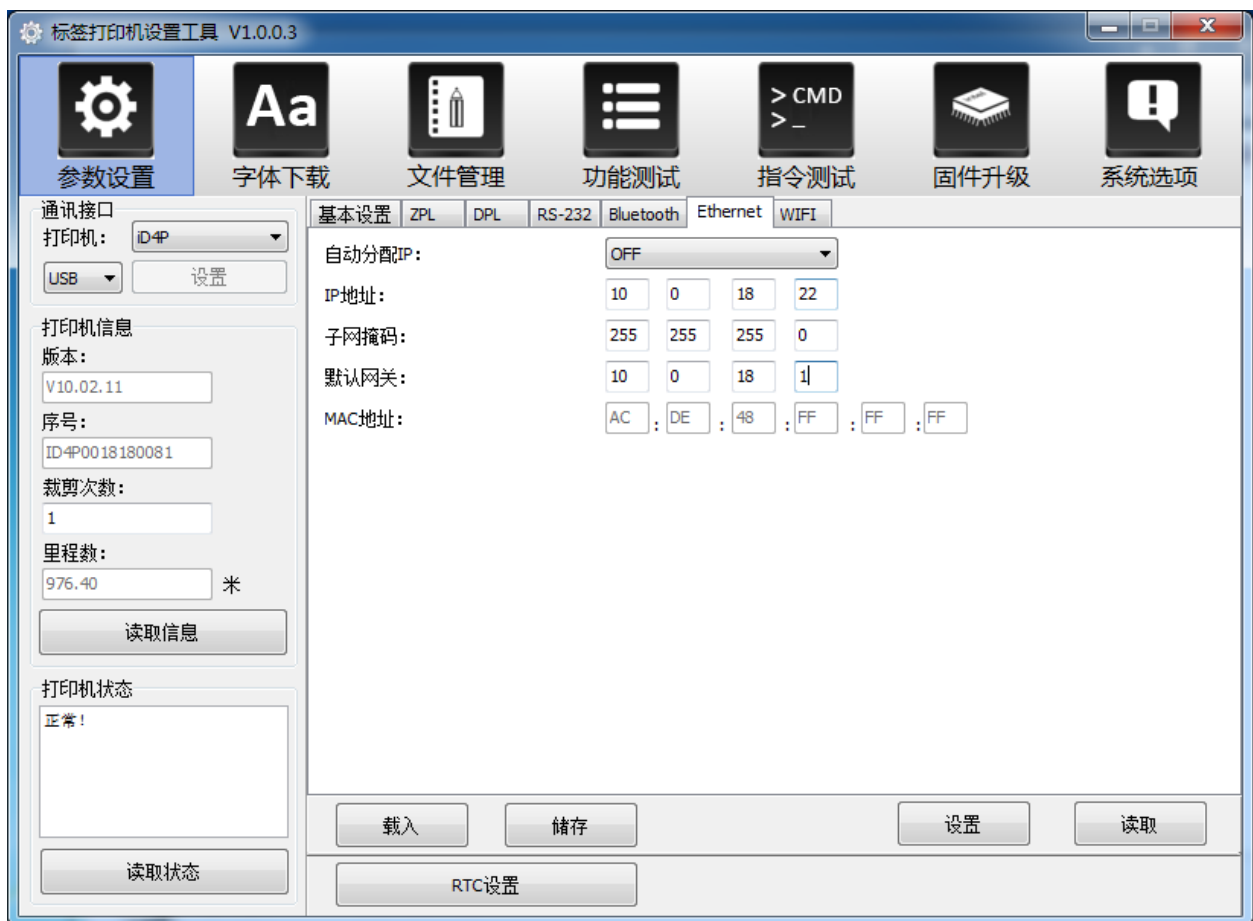 标签打印机设置工具 V1.0.0.3
> CMD
> _
Aa
参数设置 字体下载 文件管理 功能测试 指令测试 固件升级 系统选项
通讯接口
打印机： iD4P
USB 设置
打印机信息
版本：
V10.02.11
序号：
ID4P0018180081
裁剪次数：
1
里程数：
976.40 米
读取信息
打印机状态
正常!
读取状态
基本设置 ZPL DPL RS-232 Bluetooth Ethernet WIFI
自动分配IP： OFF
IP地址： 10 0 18 22
子网掩码： 255 255 255 0
默认网关： 10 0 18 1
MAC地址： AC : DE : 48 : FF : FF : FF
载入 储存 设置 读取
RTC设置